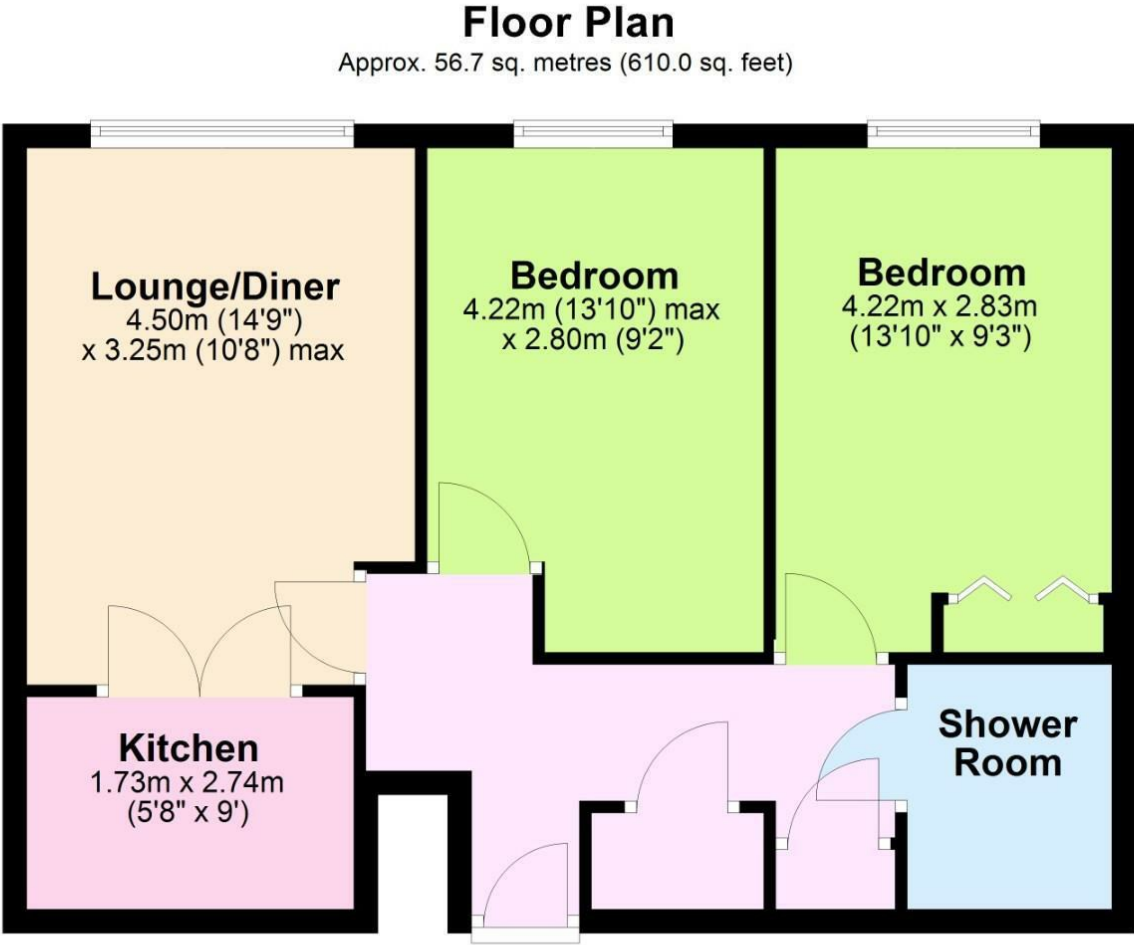 Floor Plan
Approx. 56.7 sq. metres (610.0 sq. feet)
Lounge/Diner
4.50m (14'9")
x 3.25m (10'8") max
Bedroom
4.22m (13'10") max
x 2.80m (9'2")
Bedroom
4.22m x 2.83m
(13'10" x 9'3")
Kitchen
1.73m x 2.74m
(5'8" x 9')
Shower
Room